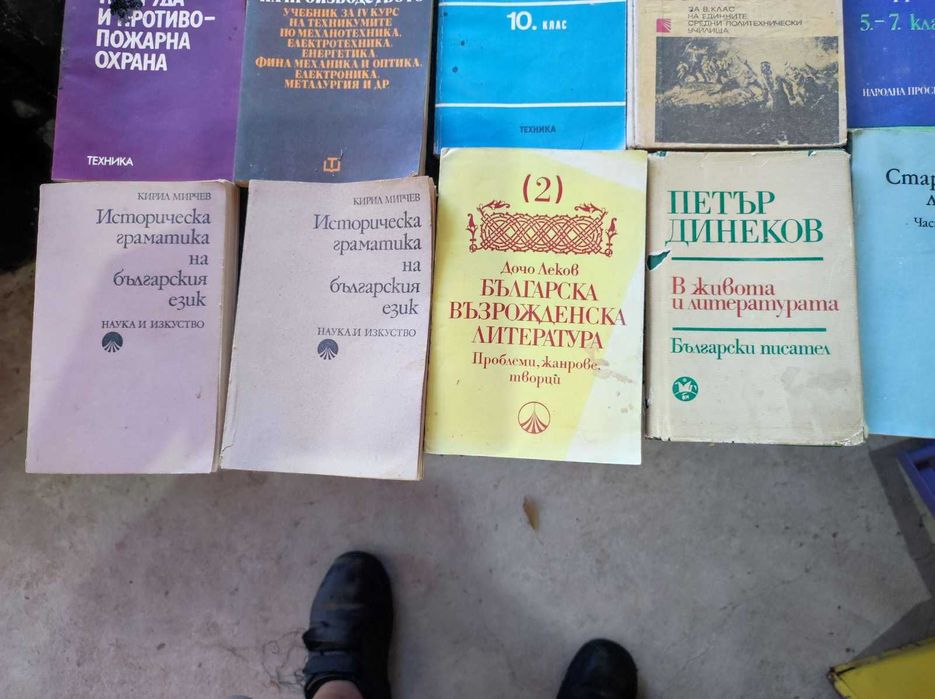 И ПРОТИВО-
ПОЖАРНА
ОХРАНА
ТЕХНИКА
УЧЕБНИК ЗА IV КУРС
НА ТЕХНИКУМИТЕ
ПО МЕХАНОТЕХНИКА,
ЕЛЕКТРОТЕХНИКА,
ЕНЕРГЕТИКА,
ФИНА МЕХАНИКА И ОПТИКА,
ЕЛЕКТРОНИКА,
МЕТАЛУРГИЯ И ДР.
10. КЛАС
ТЕХНИКА
ЗА 8. КЛАС
НА ЕДИННИТЕ
СРЕДНИ ПОЛИТЕХНИЧЕСКИ
УЧИЛИЩА
5.-7.
НАРОДНА
КИРИЛ МИРЧЕВ
Историческа
граматика
на
българския
език
НАУКА И ИЗКУСТВО
КИРИЛ МИРЧЕВ
Историческа
граматика
на
българския
език
НАУКА И ИЗКУСТВО
(2)
Дочо Леков
БЪЛГАРСКА
ВЪЗРОЖДЕНСКА
ЛИТЕРАТУРА
Проблеми, жанрове,
творци
ПЕТЪР
ДИНЕКОВ
В живота
и литературата
Български писател